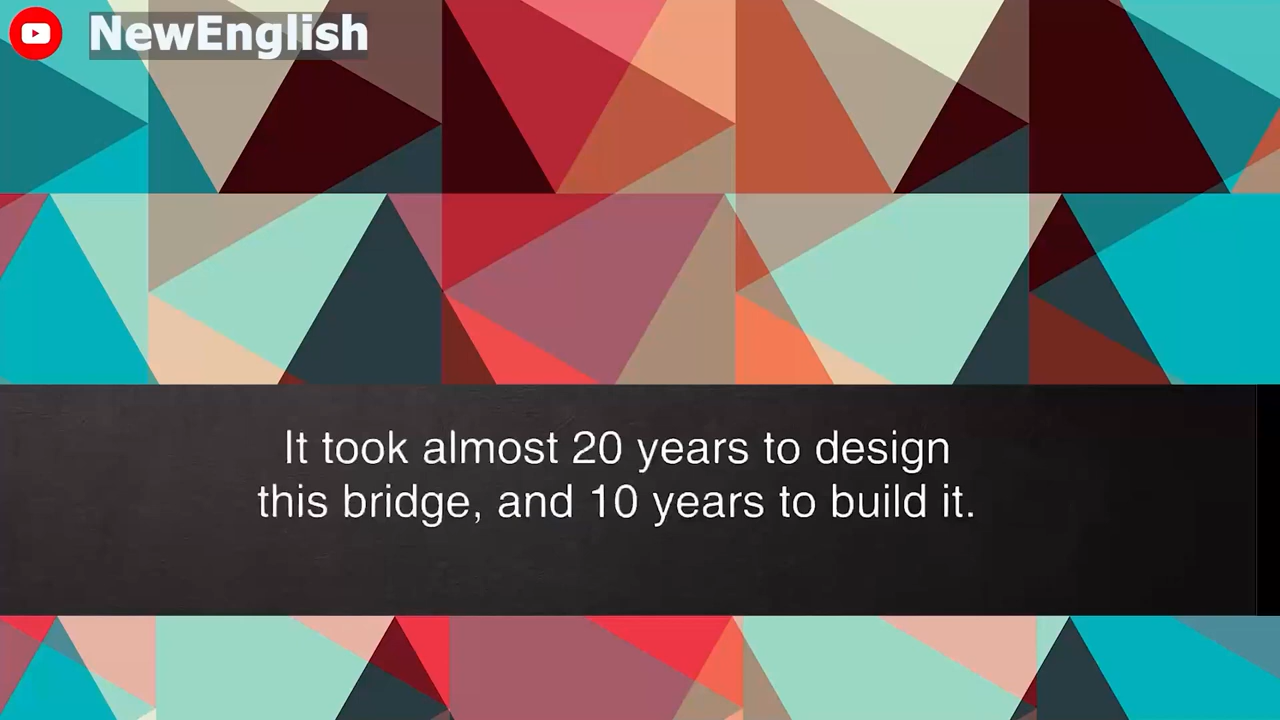 NewEnglish
It took almost 20 years to design
this bridge, and 10 years to build it.